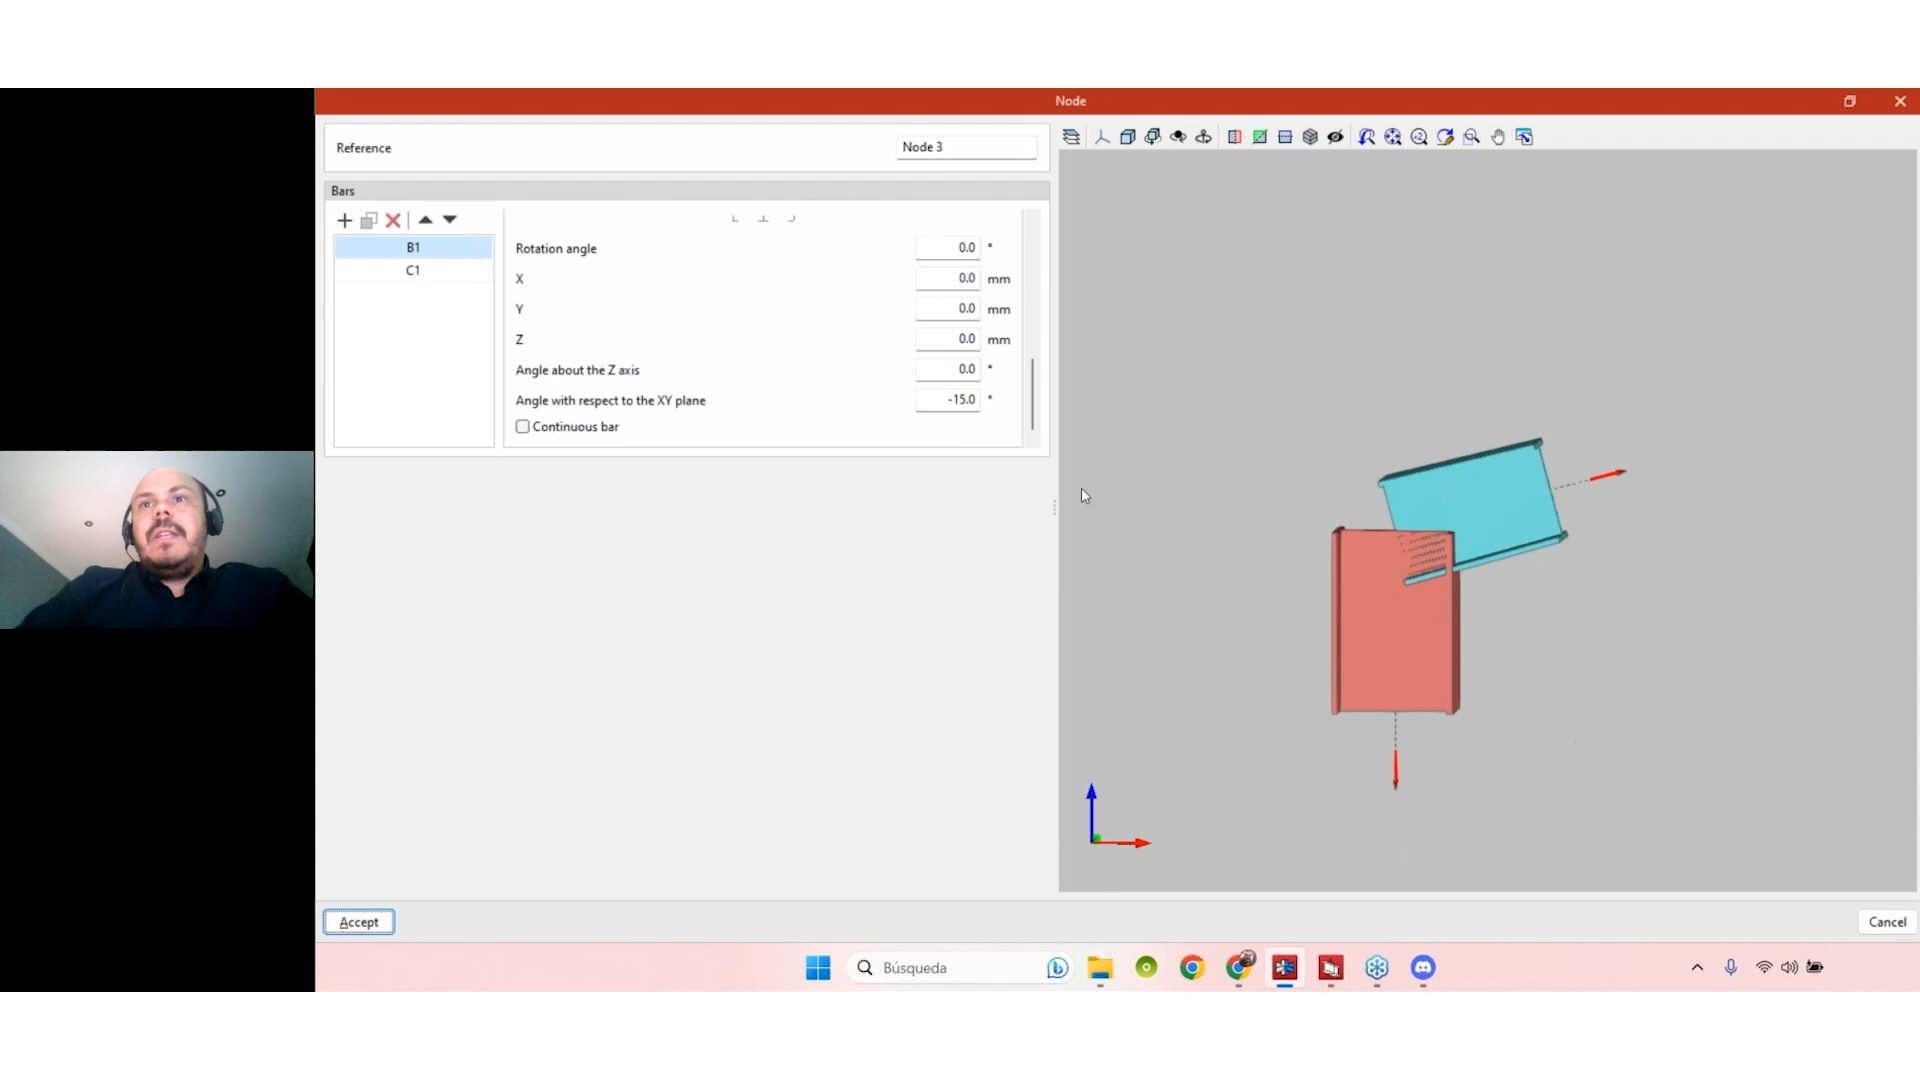 Node
Reference
Node 3
Bars
B1
C1
Rotation angle 0.0 °
X 0.0 mm
Y 0.0 mm
Z 0.0 mm
Angle about the Z axis 0.0 °
Angle with respect to the XY plane -15.0 °
Continuous bar
Accept
Cancel
Búsqueda